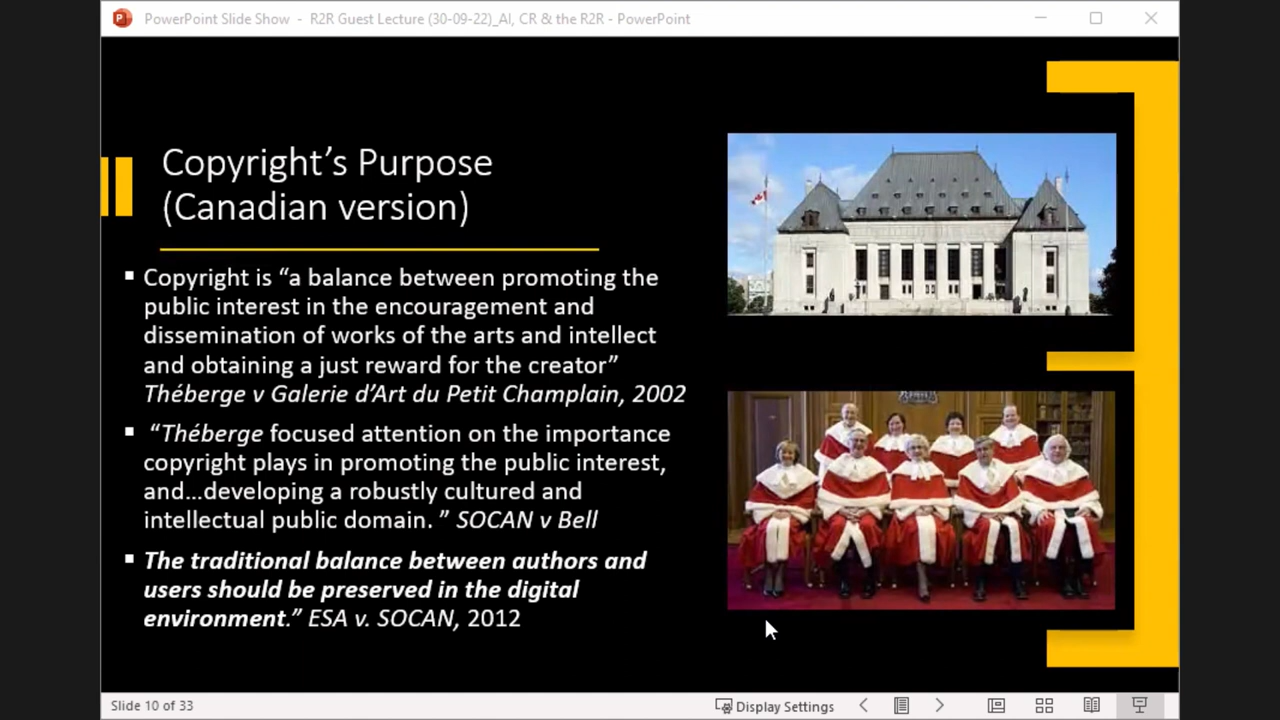 PowerPoint Slide Show - R2R Guest Lecture (30-09-22)_AI, CR & the R2R - PowerPoint
Copyright’s Purpose
(Canadian version)
▪ Copyright is “a balance between promoting the
public interest in the encouragement and
dissemination of works of the arts and intellect
and obtaining a just reward for the creator”
Théberge v Galerie d’Art du Petit Champlain, 2002
▪ “Théberge focused attention on the importance
copyright plays in promoting the public interest,
and…developing a robustly cultured and
intellectual public domain. ” SOCAN v Bell
▪ The traditional balance between authors and
users should be preserved in the digital
environment.” ESA v. SOCAN, 2012
Slide 10 of 33
Display Settings